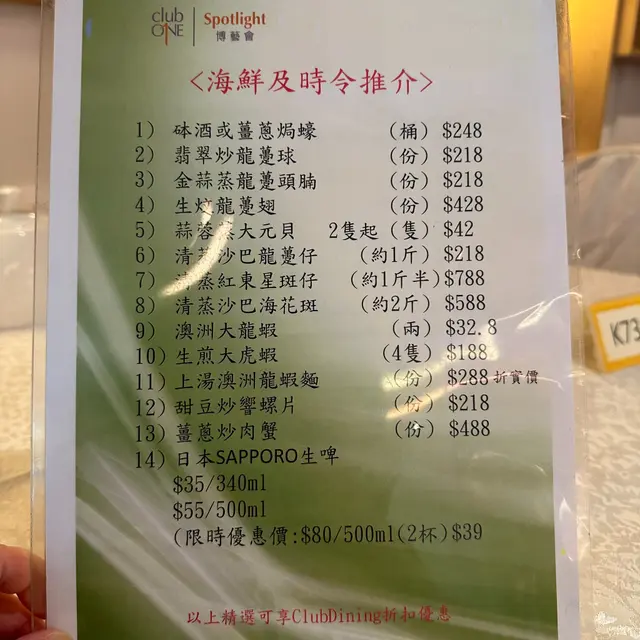 club
ONE
Spotlight
博藝會
<海鮮及時令推介>
1) 砵酒或薑蔥焗蠔 (桶) $248
2) 翡翠炒龍躉球 (份) $218
3) 金蒜蒸龍躉頭腩 (份) $218
4) 生炆龍躉翅 (份) $428
5) 蒜蓉蒸大元貝 2隻起 (隻) $42
6) 清蒸沙巴龍躉仔 (約1斤) $218
7) 清蒸紅東星斑仔 (約1斤半) $788
8) 清蒸沙巴海花斑 (約2斤) $588
9) 澳洲大龍蝦 (兩) $32.8
10) 生煎大虎蝦 (4隻) $188
11) 上湯澳洲龍蝦麵 (份) $288 折實價
12) 甜豆炒響螺片 (份) $218
13) 薑蔥炒肉蟹 (份) $488
14) 日本SAPPORO生啤
$35/340ml
$55/500ml
(限時優惠價:$80/500ml(2杯)$39
以上精選可享ClubDining折扣優惠
K73